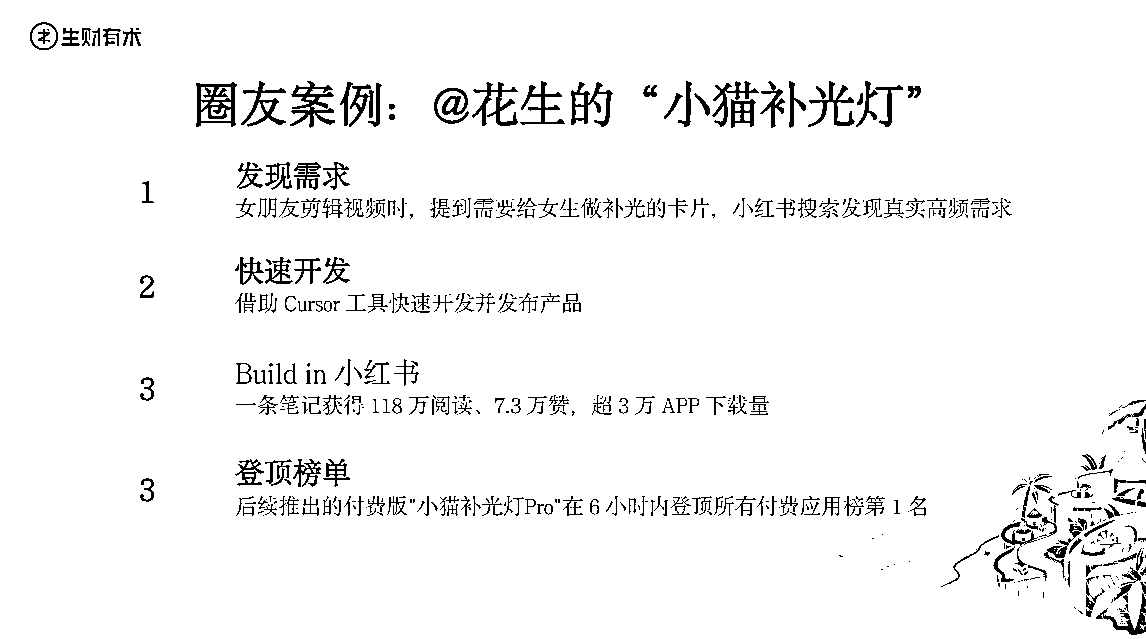 生财有术
圈友案例：@花生的“小猫补光灯”
1
发现需求
女朋友剪辑视频时，提到需要给女生做补光的卡片，小红书搜索发现真实高频需求
2
快速开发
借助 Cursor 工具快速开发并发布产品
3
Build in 小红书
一条笔记获得 118 万阅读、7.3 万赞，超 3 万 APP 下载量
3
登顶榜单
后续推出的付费版"小猫补光灯Pro"在 6 小时内登顶所有付费应用榜第 1 名